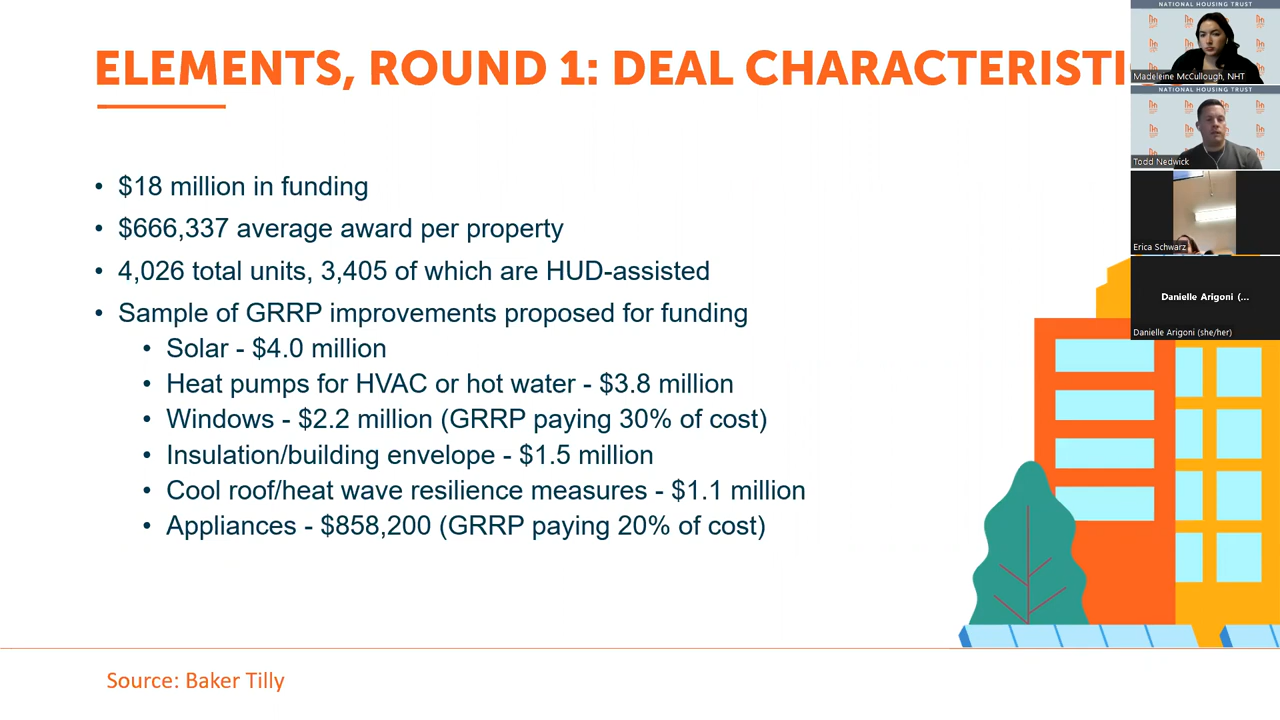 ELEMENTS, ROUND 1: DEAL CHARACTERISTI
• $18 million in funding
• $666,337 average award per property
• 4,026 total units, 3,405 of which are HUD-assisted
• Sample of GRRP improvements proposed for funding
• Solar - $4.0 million
• Heat pumps for HVAC or hot water - $3.8 million
• Windows - $2.2 million (GRRP paying 30% of cost)
• Insulation/building envelope - $1.5 million
• Cool roof/heat wave resilience measures - $1.1 million
• Appliances - $858,200 (GRRP paying 20% of cost)
Source: Baker Tilly
NATIONAL HOUSING TRUST
Madeleine McCullough, NHT
NATIONAL HOUSING TRUST
Todd Nedwick
Erica Schwarz
Danielle Arigoni (...
Danielle Arigoni (she/her)